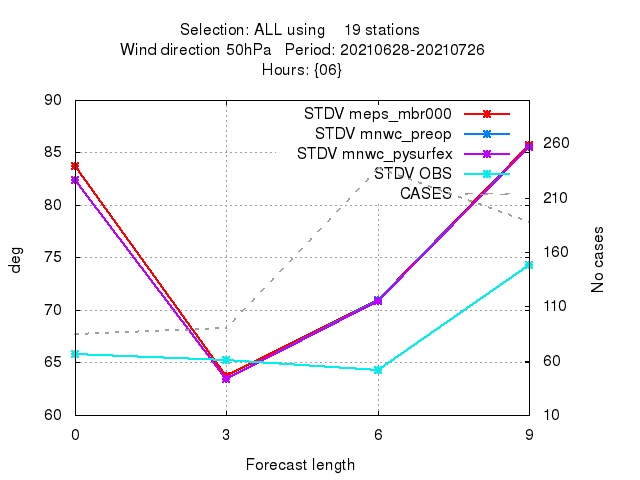 Selection: ALL using    19 stations
Wind direction 50hPa   Period: 20210628-20210726
Hours: {06}
90
85
80
75
70
65
60
deg
STDV meps_mbr000
STDV mnwc_preop
STDV mnwc_pysurfex
STDV OBS
CASES
260
210
160
110
60
10
No cases
0 3 6 9
Forecast length